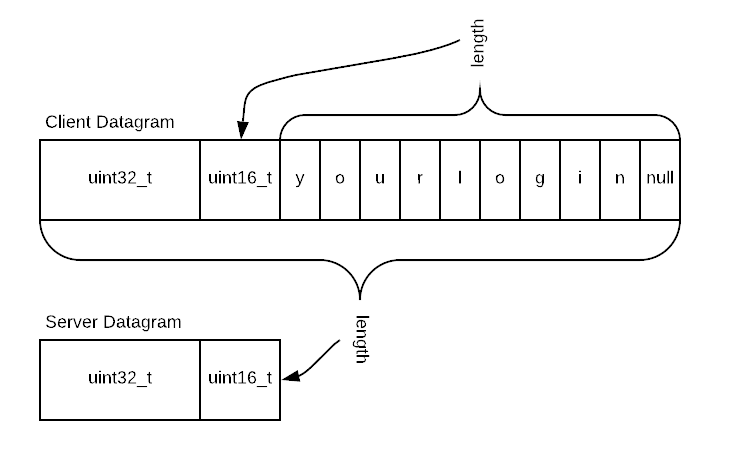 length
Client Datagram
uint32_t uint16_t y o u r l o g i n null
Server Datagram
length
uint32_t uint16_t